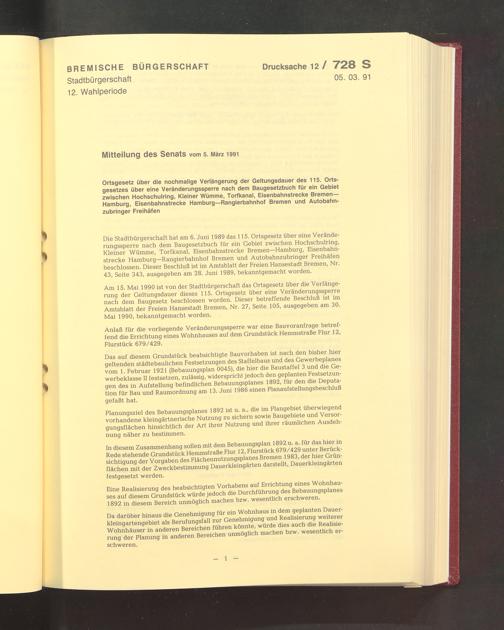 BREMISCHE BÜRGERSCHAFT
Stadtbürgerschaft
12. Wahlperiode
Drucksache 12 / 728 S
05. 03. 91
Mitteilung des Senats vom 5. März 1991
Ortsgesetz über die nochmalige Verlängerung der Geltungsdauer des 115. Orts-
gesetzes über eine Veränderungssperre nach dem Baugesetzbuch für ein Gebiet
zwischen Hochschulring, Kleiner Wümme, Torfkanal, Eisenbahnstrecke Bremen—
Hamburg, Eisenbahnstrecke Hamburg—Rangierbahnhof Bremen und Autobahn-
zubringer Freihäfen
Die Stadtbürgerschaft hat am 6. Juni 1989 das 115. Ortsgesetz über eine Verände-
rungssperre nach dem Baugesetzbuch für ein Gebiet zwischen Hochschulring,
Kleiner Wümme, Torfkanal, Eisenbahnstrecke Bremen—Hamburg, Eisenbahn-
strecke Hamburg—Rangierbahnhof Bremen und Autobahnzubringer Freihäfen
beschlossen. Dieser Beschluß ist im Amtsblatt der Freien Hansestadt Bremen, Nr.
43, Seite 343, ausgegeben am 28. Juni 1989, bekanntgemacht worden.
Am 15. Mai 1990 ist von der Stadtbürgerschaft das Ortsgesetz über die Verlänge-
rung der Geltungsdauer dieses 115. Ortsgesetzes über eine Veränderungssperre
nach dem Baugesetzbuch beschlossen worden. Dieser betreffende Beschluß ist im
Amtsblatt der Freien Hansestadt Bremen, Nr. 27, Seite 105, ausgegeben am 30.
Mai 1990, bekanntgemacht worden.
Anlaß für die vorliegende Veränderungssperre war eine Bauvoranfrage betref-
fend die Errichtung eines Wohnhauses auf dem Grundstück Hemmstraße Flur 12,
Flurstück 679/429.
Das auf diesem Grundstück beabsichtigte Bauvorhaben ist nach den bisher hier
geltenden städtebaulichen Festsetzungen des Staffelbaus und des Gewerbeplanes
vom 1. Februar 1921 (Bebauungsplan 0045), die hier die Baustaffel 3 und die Ge-
werbeklasse II festsetzen, zulässig, widerspricht jedoch den geplanten Festsetzun-
gen des in Aufstellung befindlichen Bebauungsplanes 1892, für den die Deputa-
tion für Bau und Raumordnung am 13. Juni 1986 einen Planaufstellungsbeschluß
gefaßt hat.
Planungsziel des Bebauungsplanes 1892 ist u. a., die im Plangebiet überwiegend
vorhandene kleingärtnerische Nutzung zu sichern sowie Baugebiete und Versor-
gungsflächen hinsichtlich der Art ihrer Nutzung und ihrer räumlichen Ausdeh-
nung näher zu bestimmen.
In diesem Zusammenhang sollen mit dem Bebauungsplan 1892 u. a. für das hier in
Rede stehende Grundstück Hemmstraße Flur 12, Flurstück 679/429 unter Berück-
sichtigung der Vorgaben des Flächennutzungsplanes Bremen 1983, der hier Grün-
flächen mit der Zweckbestimmung Dauerkleingärten darstellt, Dauerkleingärten
festgesetzt werden.
Eine Realisierung des beabsichtigten Vorhabens auf Errichtung eines Wohnhau-
ses auf diesem Grundstück würde jedoch die Durchführung des Bebauungsplanes
1892 in diesem Bereich unmöglich machen bzw. wesentlich erschweren.
Da darüber hinaus die Genehmigung für ein Wohnhaus in dem geplanten Dauer-
kleingartengebiet als Berufungsfall zur Genehmigung und Realisierung weiterer
Wohnhäuser in anderen Bereichen führen könnte, würde dies auch die Realisie-
rung der Planung in anderen Bereichen unmöglich machen bzw. wesentlich er-
schweren.
— 1 —